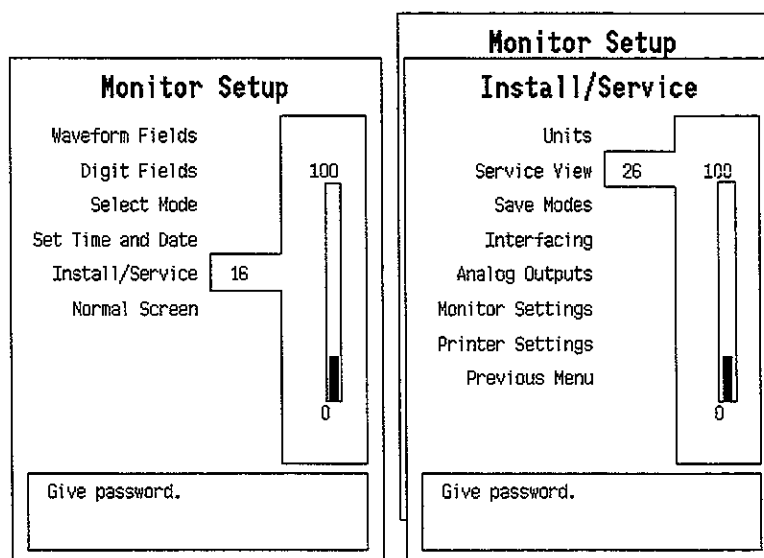 Monitor Setup
Waveform Fields
Digit Fields
100
Select Mode
Set Time and Date
Install/Service 16
Normal Screen
0
Give password.
Monitor Setup
Install/Service
Units
Service View 26 100
Save Modes
Interfacing
Analog Outputs
Monitor Settings
Printer Settings
Previous Menu
0
Give password.